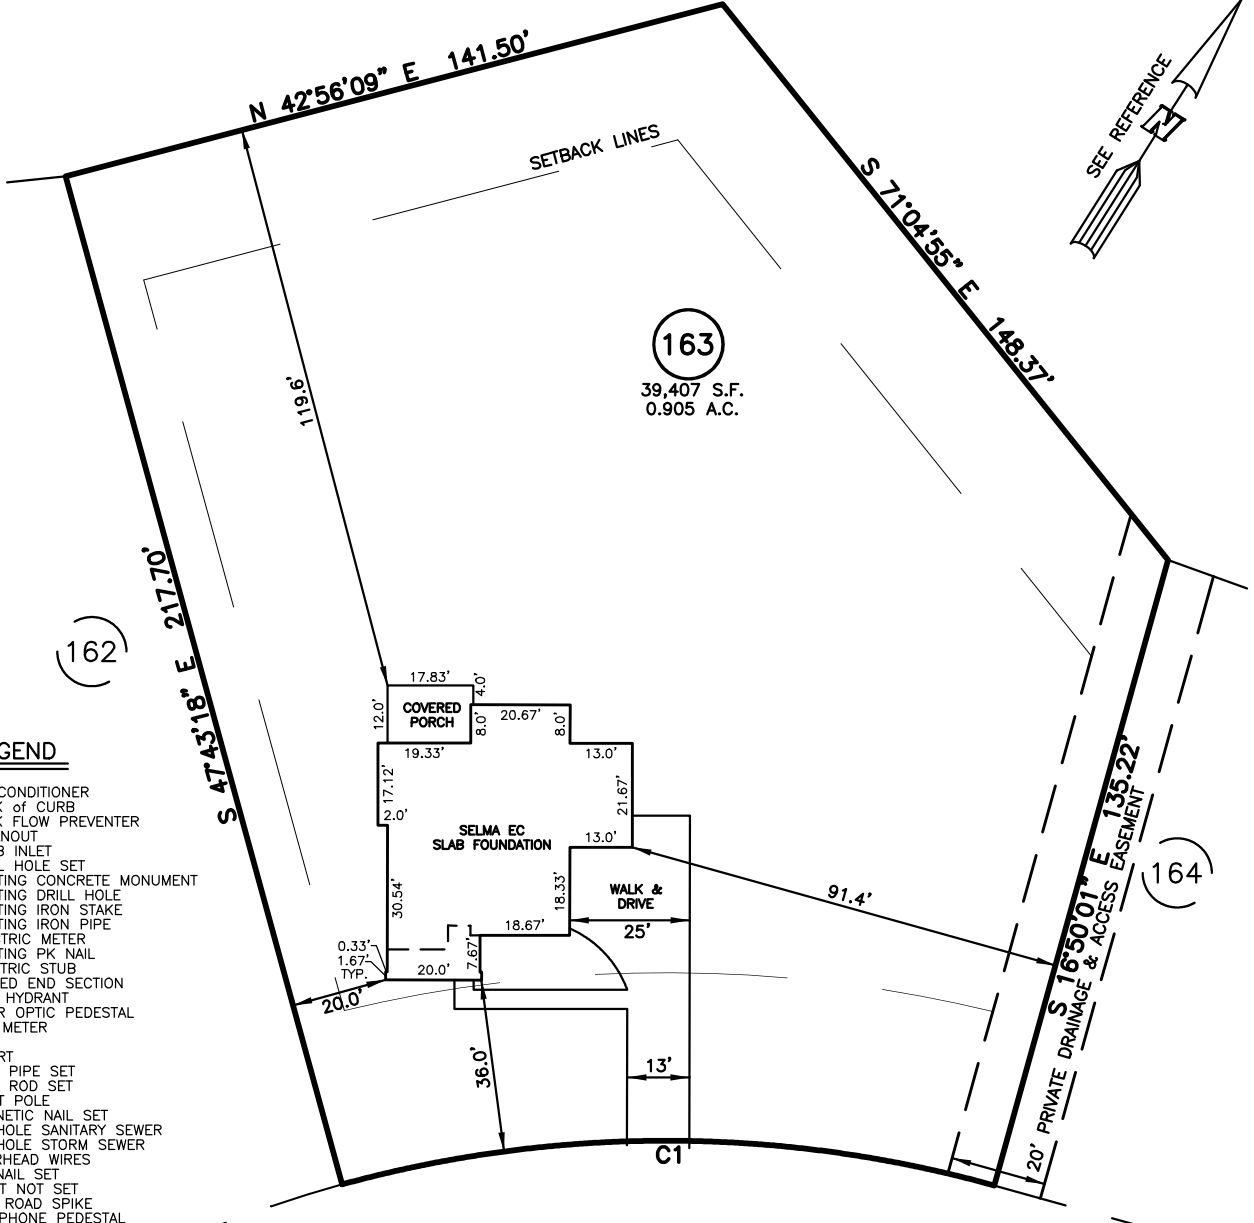 N 42°56'09" E 141.50'
SEE REFERENCE
N
SETBACK LINES
S 71°04'55" E 148.37'
163
39,407 S.F.
0.905 A.C.
119.6'
S 47°43'18" E 217.70'
162
17.83'
4.0'
COVERED
PORCH
12.0'
8.0'
20.67'
8.0'
19.33'
13.0'
17.12'
2.0'
21.67'
SELMA EC
SLAB FOUNDATION
13.0'
30.54'
18.33'
WALK &
DRIVE
91.4'
18.67'
25'
0.33'
1.67'
TYP.
20.0'
7.67'
20.0'
36.0'
13'
C1
S 16°50'01" E 135.22'
20' PRIVATE DRAINAGE & ACCESS EASEMENT
164
GEND
CONDITIONER
of CURB
FLOW PREVENTER
NOUT
B INLET
HOLE SET
TING CONCRETE MONUMENT
TING DRILL HOLE
TING IRON STAKE
TING IRON PIPE
CTRIC METER
TING PK NAIL
TRIC STUB
ED END SECTION
HYDRANT
R OPTIC PEDESTAL
METER
RT
PIPE SET
ROD SET
T POLE
NETIC NAIL SET
HOLE SANITARY SEWER
HOLE STORM SEWER
RHEAD WIRES
NAIL SET
T NOT SET
ROAD SPIKE
PHONE PEDESTAL